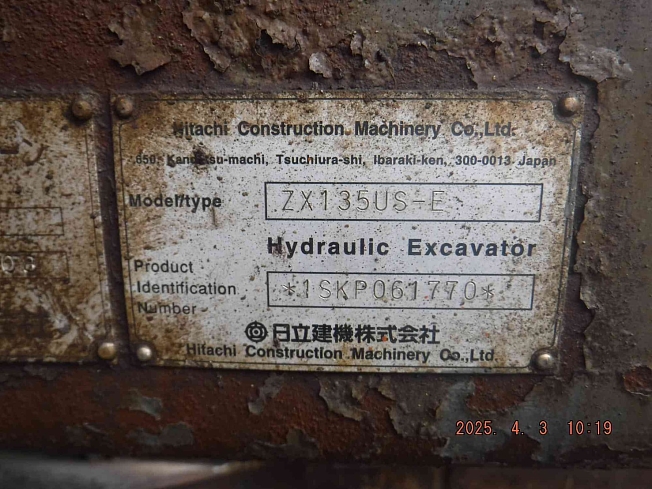 Hitachi Construction Machinery Co.,Ltd.
650, Kandatsu-machi, Tsuchiura-shi, Ibaraki-ken, 300-0013 Japan
Model/type ZX135US-E
Hydraulic Excavator
Product
Identification *1SKP061770*
Number
日立建機株式会社
Hitachi Construction Machinery Co.,Ltd.
2025. 4. 3 10:19